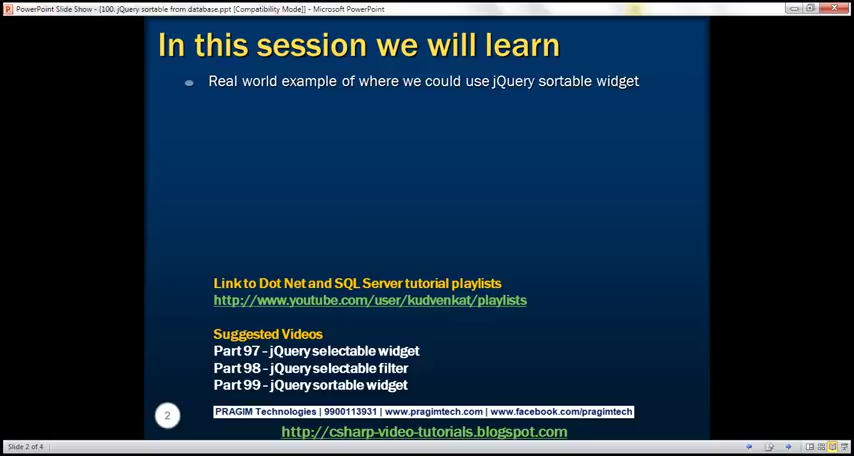 PowerPoint Slide Show - [100. jQuery sortable from database.ppt [Compatibility Mode]] - Microsoft PowerPoint
In this session we will learn
Real world example of where we could use jQuery sortable widget
Link to Dot Net and SQL Server tutorial playlists
http://www.youtube.com/user/kudvenkat/playlists
Suggested Videos
Part 97 - jQuery selectable widget
Part 98 - jQuery selectable filter
Part 99 - jQuery sortable widget
2
PRAGIM Technologies | 9900113931 | www.pragimtech.com | www.facebook.com/pragimtech
http://csharp-video-tutorials.blogspot.com
Slide 2 of 4